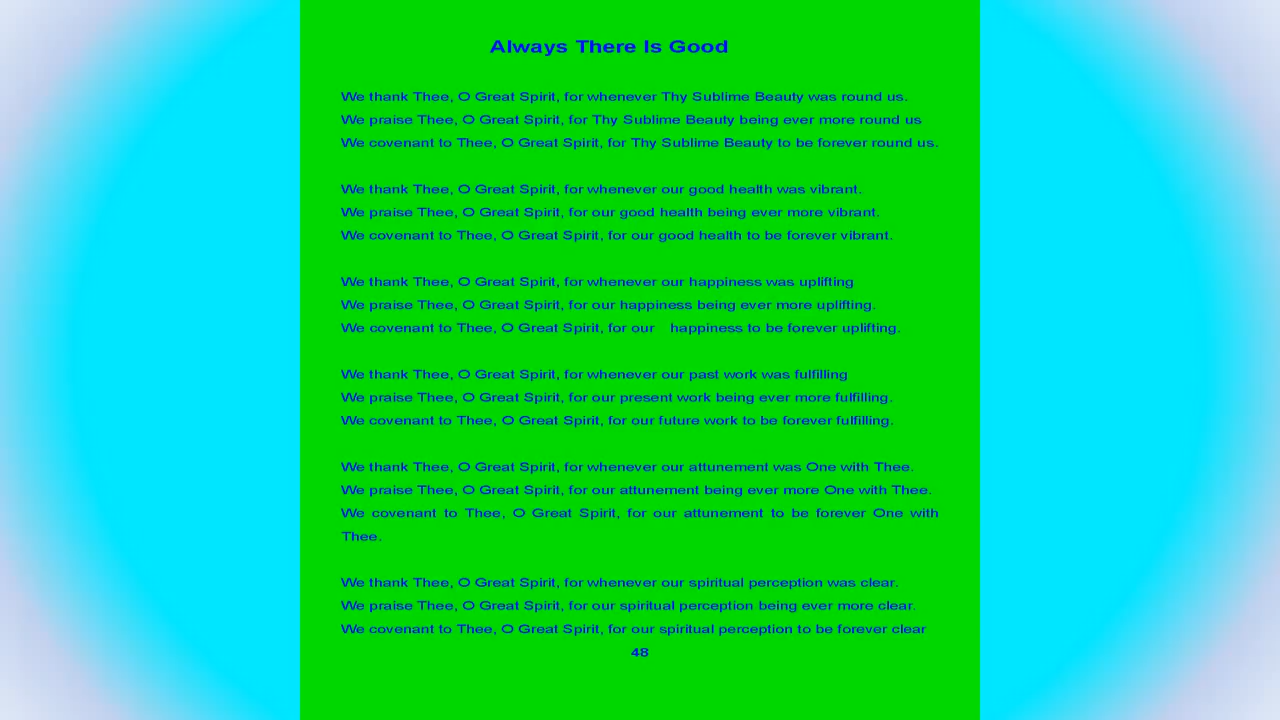 Always There Is Good
We thank Thee, O Great Spirit, for whenever Thy Sublime Beauty was round us.
We praise Thee, O Great Spirit, for Thy Sublime Beauty being ever more round us
We covenant to Thee, O Great Spirit, for Thy Sublime Beauty to be forever round us.
We thank Thee, O Great Spirit, for whenever our good health was vibrant.
We praise Thee, O Great Spirit, for our good health being ever more vibrant.
We covenant to Thee, O Great Spirit, for our good health to be forever vibrant.
We thank Thee, O Great Spirit, for whenever our happiness was uplifting
We praise Thee, O Great Spirit, for our happiness being ever more uplifting.
We covenant to Thee, O Great Spirit, for our happiness to be forever uplifting.
We thank Thee, O Great Spirit, for whenever our past work was fulfilling
We praise Thee, O Great Spirit, for our present work being ever more fulfilling.
We covenant to Thee, O Great Spirit, for our future work to be forever fulfilling.
We thank Thee, O Great Spirit, for whenever our attunement was One with Thee.
We praise Thee, O Great Spirit, for our attunement being ever more One with Thee.
We covenant to Thee, O Great Spirit, for our attunement to be forever One with
Thee.
We thank Thee, O Great Spirit, for whenever our spiritual perception was clear.
We praise Thee, O Great Spirit, for our spiritual perception being ever more clear.
We covenant to Thee, O Great Spirit, for our spiritual perception to be forever clear
48